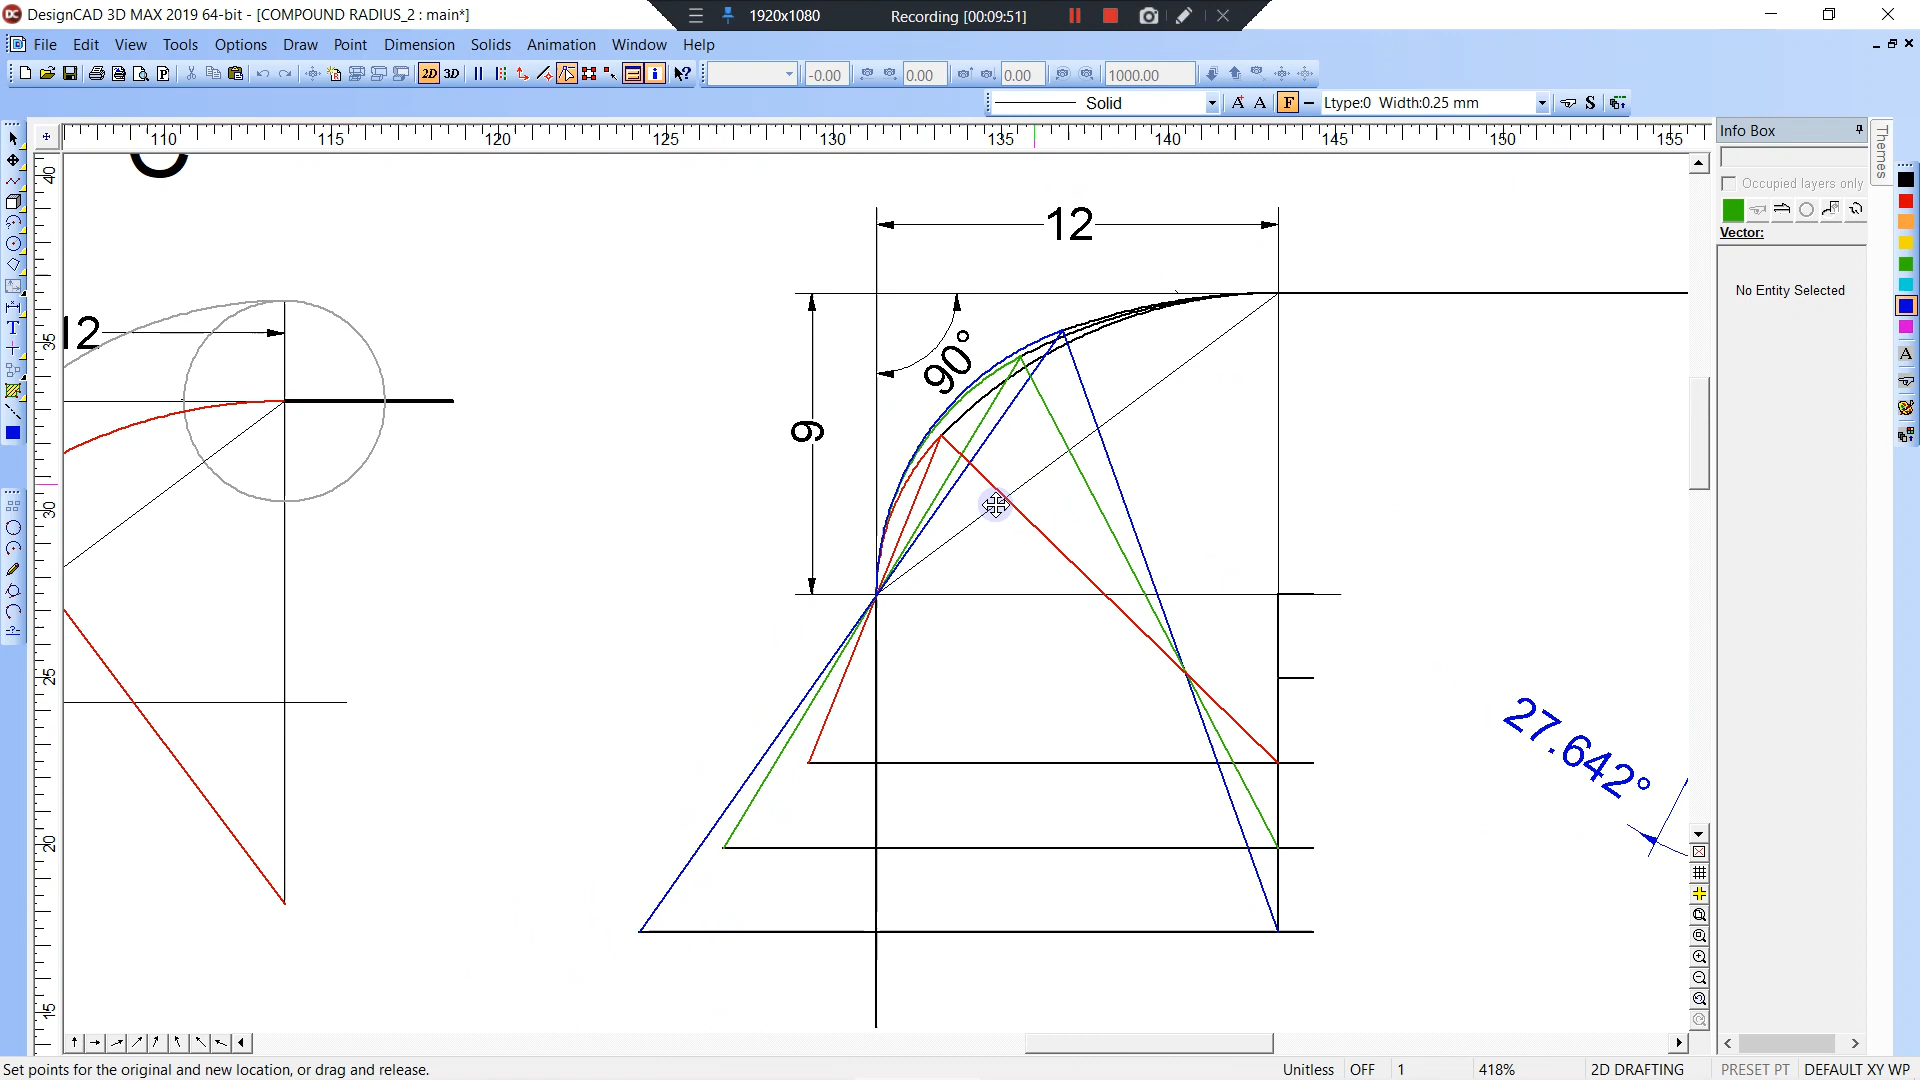 DesignCAD 3D MAX 2019 64-bit - [COMPOUND RADIUS_2 : main*]
1920x1080
Recording [00:09:51]
File Edit View Tools Options Draw Point Dimension Solids Animation Window Help
2D 3D
-0.00
0.00
0.00
1000.00
Solid
A A F
Ltype:0 Width:0.25 mm
S
110 115 120 125 130 135 140 145 150 155
Info Box
Themes
Occupied layers only
Vector:
No Entity Selected
40
35
30
25
20
15
12
12
9
90°
27.642°
Set points for the original and new location, or drag and release.
Unitless OFF 1 418% 2D DRAFTING PRESET PT DEFAULT XY WP